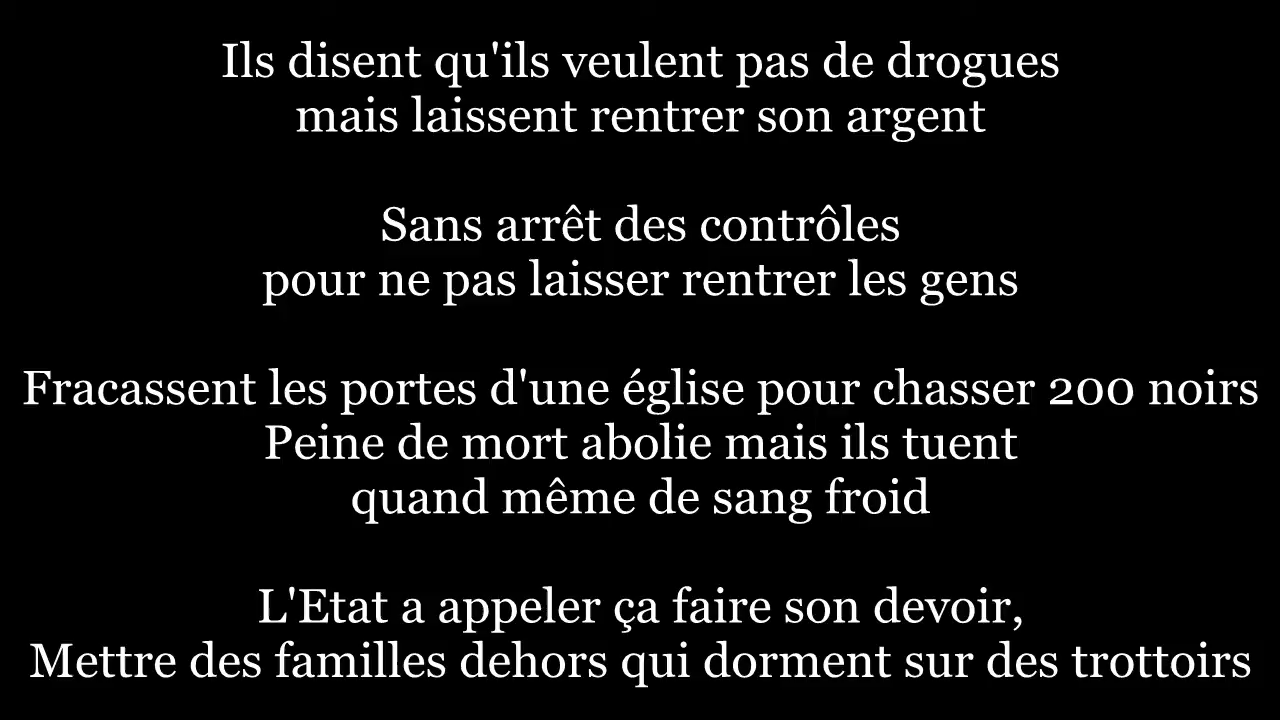 Ils disent qu'ils veulent pas de drogues
mais laissent rentrer son argent
Sans arrêt des contrôles
pour ne pas laisser rentrer les gens
Fracassent les portes d'une église pour chasser 200 noirs
Peine de mort abolie mais ils tuent
quand même de sang froid
L'Etat a appeler ça faire son devoir,
Mettre des familles dehors qui dorment sur des trottoirs